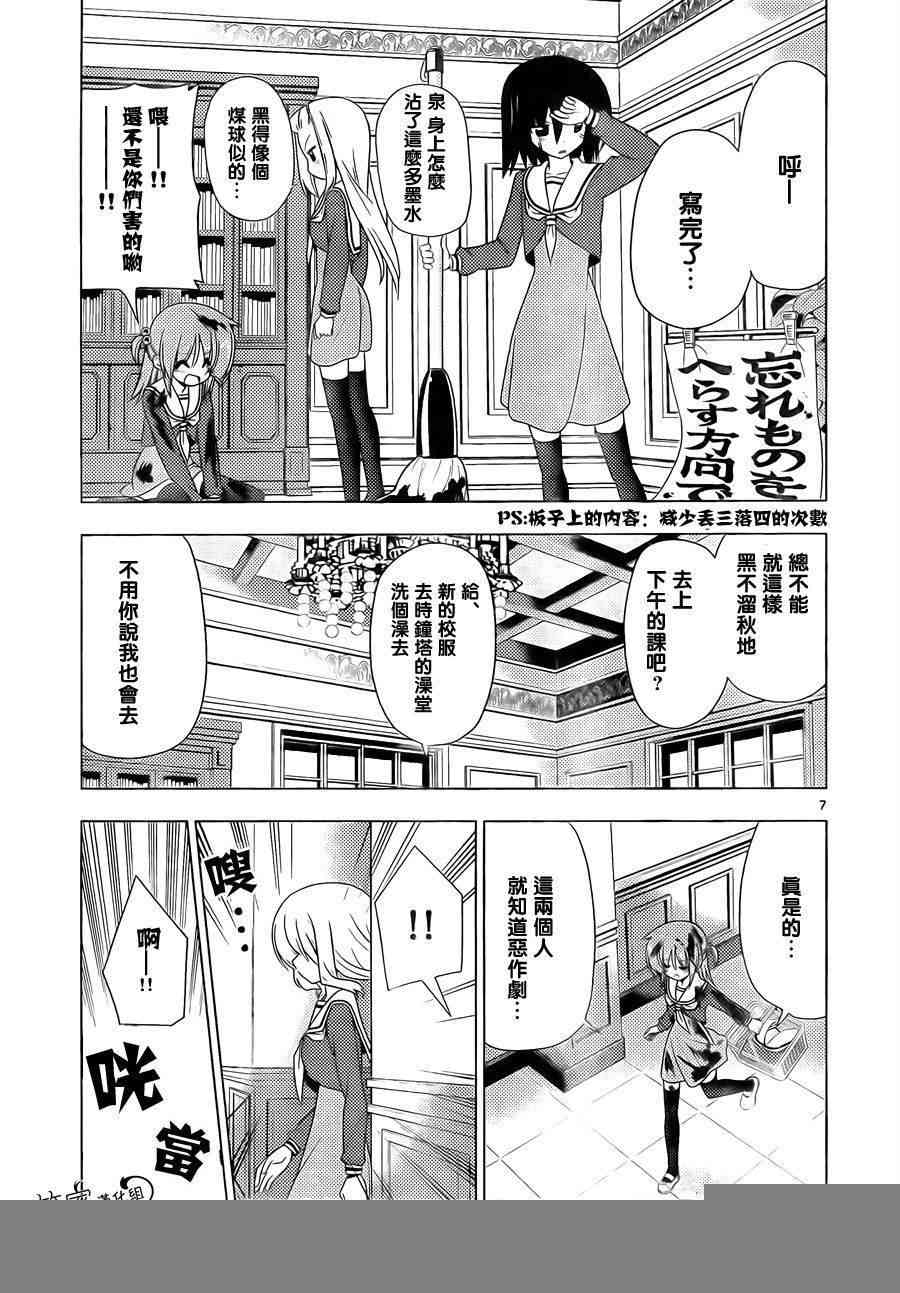 呼—
寫完了…
泉 身上怎麼
沾了這麼多墨水
黑得像個
煤球似的…
喂——!!
還不是你們害的喲
——!!
忘れものを
へらす方向で
PS:板子上的内容：减少丢三落四的次數
總不能
就這樣
黑不溜秋地
去上
下午的課吧？
給、
新的校服
去時鐘塔的澡堂
洗個澡去
不用你說我也會去
7
眞是的…
這兩個人
就知道惡作劇…
!!
嗖…
啊—!!
咣當